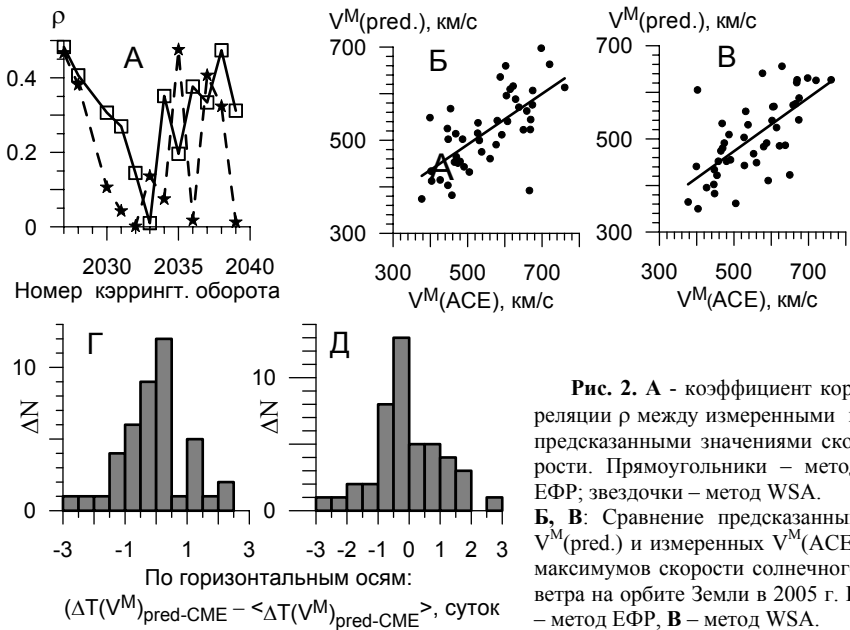 ρ
А
0.4
0.2
0
2030 2035 2040
Номер кэррингт. оборота
V^M(pred.), км/с
700
Б
500
А
300
300 500 700
V^M(ACE), км/с
V^M(pred.), км/с
700
В
500
300
300 500 700
V^M(ACE), км/с
Г
10
ΔN
0
-3 -1 1 3
Д
10
ΔN
0
-3 -2 -1 0 1 2 3
По горизонтальным осям:
(ΔT(V^M)pred-CME – <ΔT(V^M)pred-CME>, суток
Рис. 2. А - коэффициент кор-
реляции ρ между измеренными
предсказанными значениями ско-
рости. Прямоугольники – метод
ЕФР; звездочки – метод WSA.
Б, В: Сравнение предсказанных
V^M(pred.) и измеренных V^M(ACE)
максимумов скорости солнечного
ветра на орбите Земли в 2005 г.
– метод ЕФР, В – метод WSA.